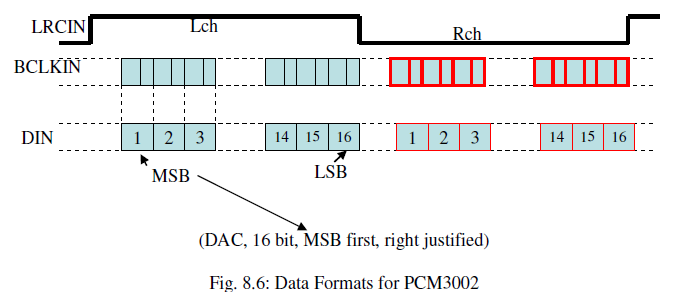 LRCIN
Lch
Rch
BCLKIN
DIN
1 2 3 14 15 16 1 2 3 14 15 16
MSB
LSB
(DAC, 16 bit, MSB first, right justified)
Fig. 8.6: Data Formats for PCM3002